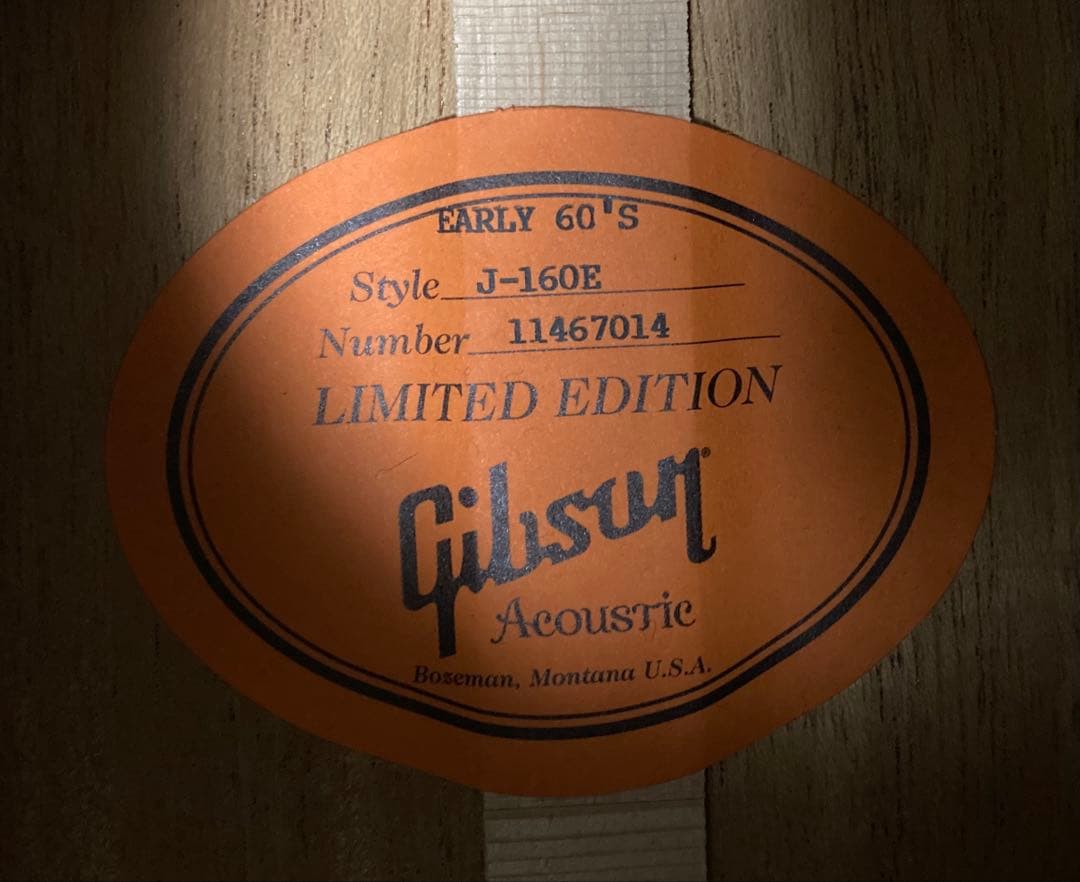 EARLY 60'S
Style J-160E
Number 11467014
LIMITED EDITION
Gibson®
Acoustic
Bozeman, Montana U.S.A.